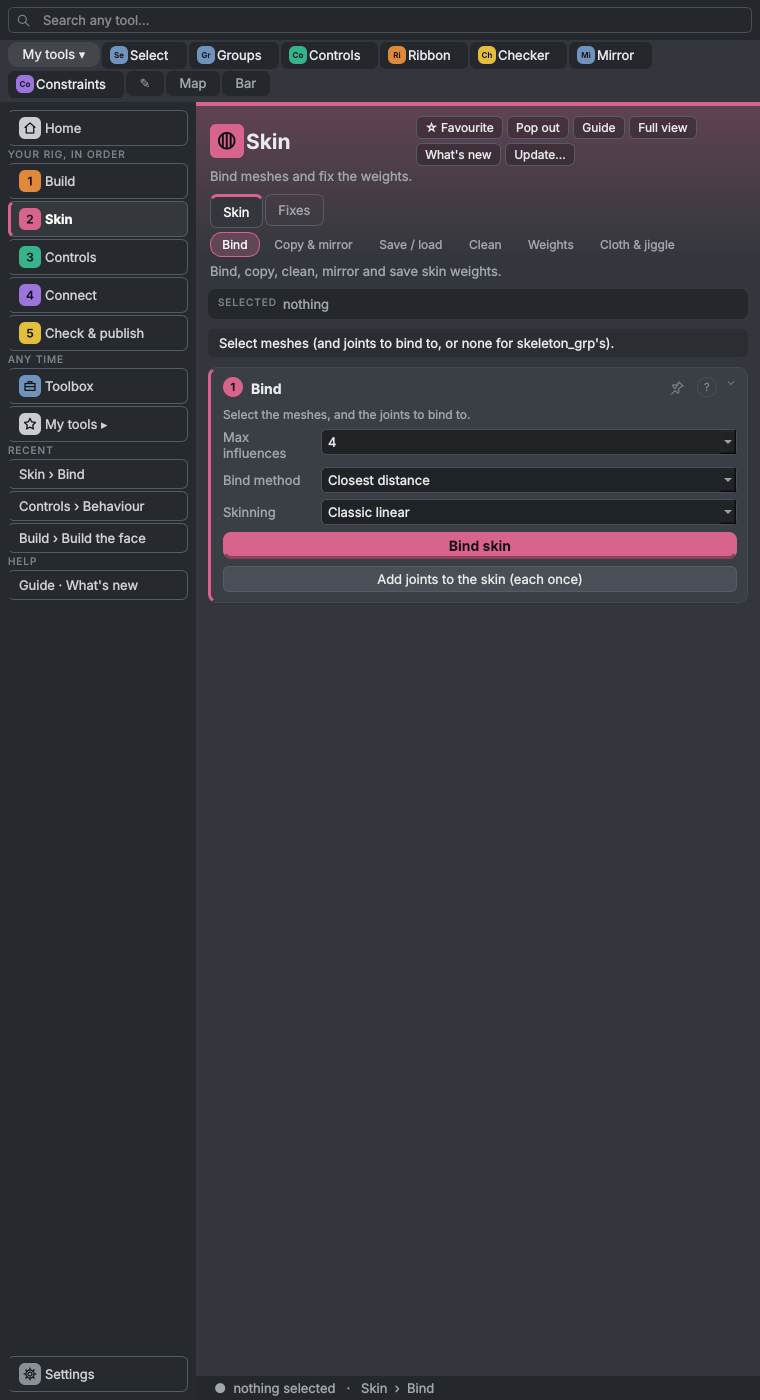 Search any tool...
My tools ▾ Se Select Gr Groups Co Controls Ri Ribbon Ch Checker Mi Mirror
Co Constraints ✎ Map Bar
Home
YOUR RIG, IN ORDER
1 Build
2 Skin
3 Controls
4 Connect
5 Check & publish
ANY TIME
Toolbox
My tools ▸
RECENT
Skin › Bind
Controls › Behaviour
Build › Build the face
HELP
Guide · What's new
Settings
Skin
☆ Favourite Pop out Guide Full view
What's new Update...
Bind meshes and fix the weights.
Skin Fixes
Bind Copy & mirror Save / load Clean Weights Cloth & jiggle
Bind, copy, clean, mirror and save skin weights.
SELECTED nothing
Select meshes (and joints to bind to, or none for skeleton_grp's).
1 Bind ?
Select the meshes, and the joints to bind to.
Max influences 4
Bind method Closest distance
Skinning Classic linear
Bind skin
Add joints to the skin (each once)
nothing selected · Skin › Bind